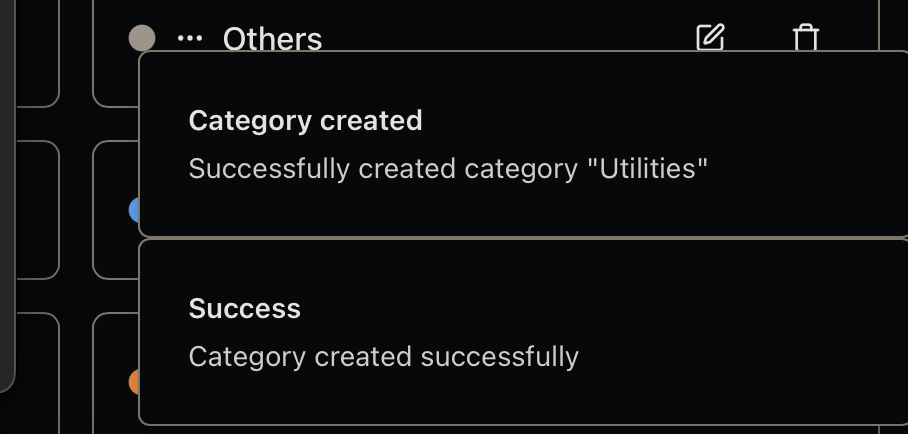 Others
Category created
Successfully created category "Utilities"
Success
Category created successfully